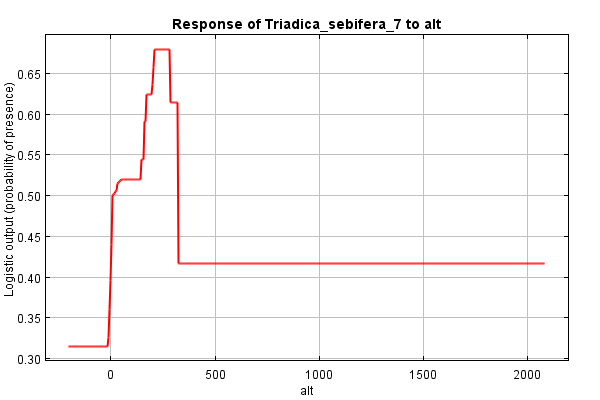 Response of Triadica_sebifera_7 to alt
Logistic output (probability of presence)
0.65
0.60
0.55
0.50
0.45
0.40
0.35
0.30
0 500 1000 1500 2000
alt